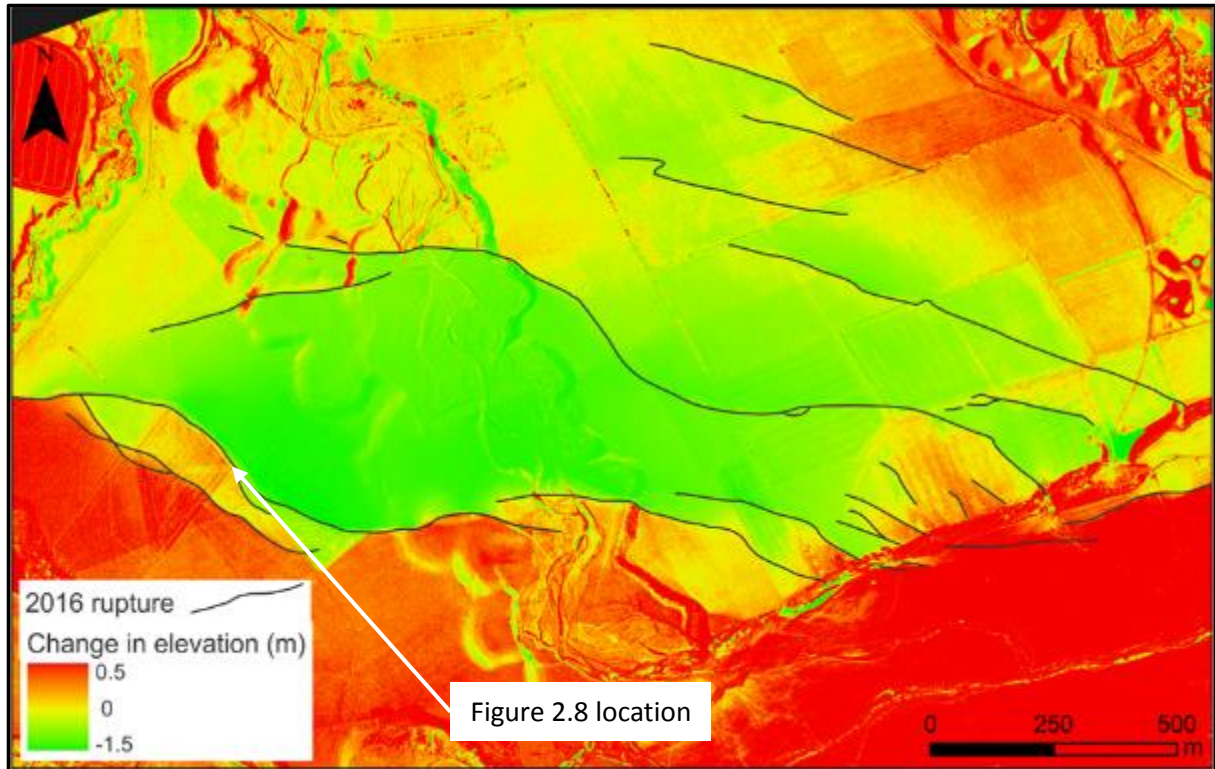 N
2016 rupture
Change in elevation (m)
0.5
0
-1.5
Figure 2.8 location
0 250 500
m